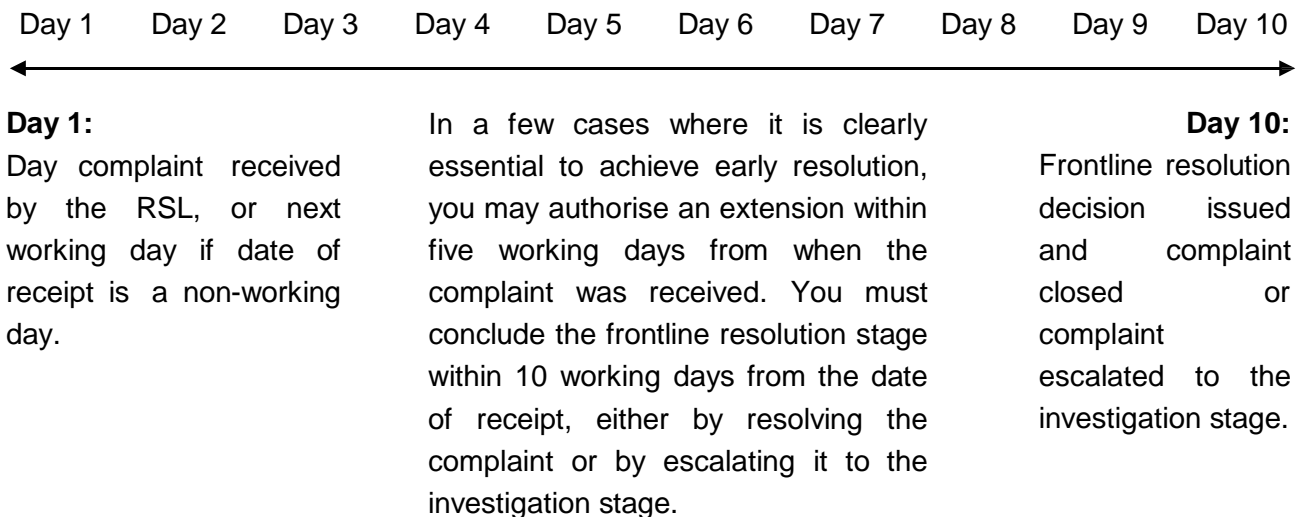 Day 1 Day 2 Day 3 Day 4 Day 5 Day 6 Day 7 Day 8 Day 9 Day 10
Day 1:
Day complaint received
by the RSL, or next
working day if date of
receipt is a non-working
day.
In a few cases where it is clearly
essential to achieve early resolution,
you may authorise an extension within
five working days from when the
complaint was received. You must
conclude the frontline resolution stage
within 10 working days from the date
of receipt, either by resolving the
complaint or by escalating it to the
investigation stage.
Day 10:
Frontline resolution
decision issued
and complaint
closed or
complaint
escalated to the
investigation stage.